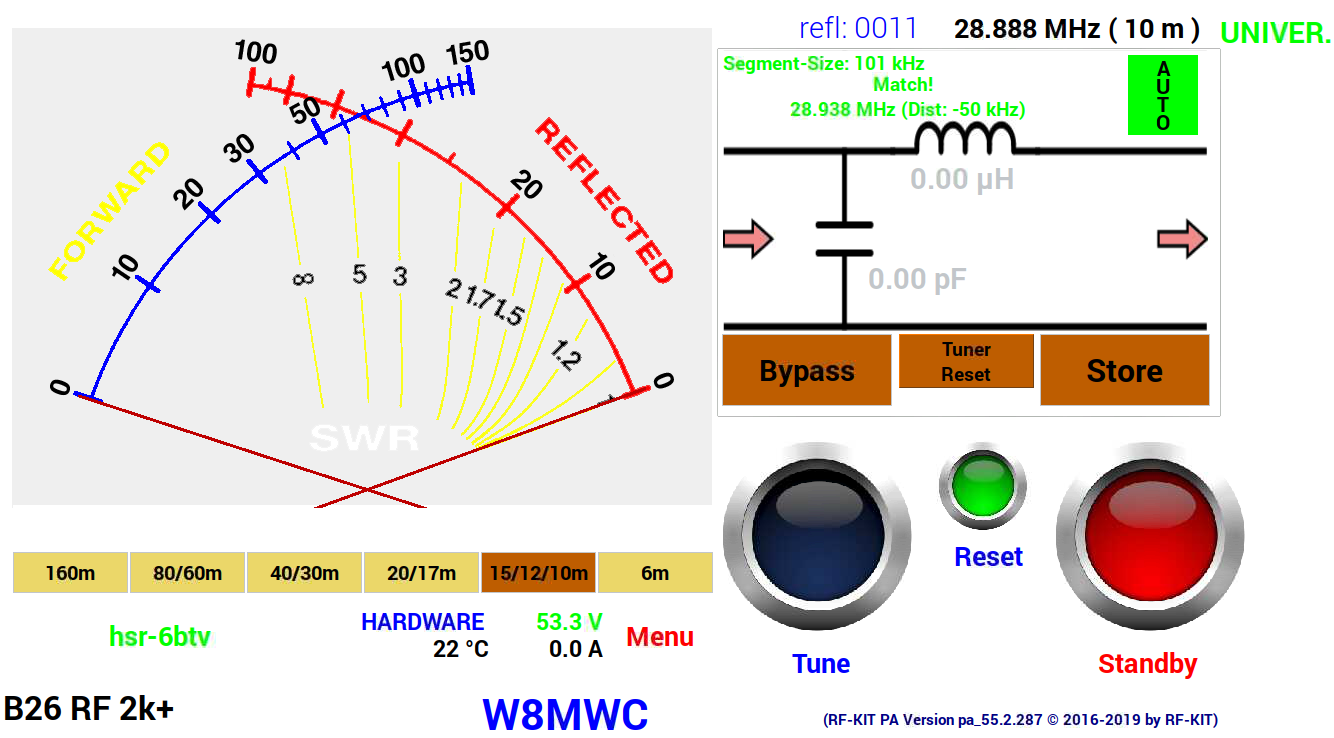 refl: 0011 28.888 MHz ( 10 m ) UNIVER.
Segment-Size: 101 kHz
Match!
28.938 MHz (Dist: -50 kHz)
AUTO
0.00 µH
0.00 pF
Bypass
Tuner
Reset
Store
FORWARD
0 10 20 30 50 100 150
REFLECTED
100 20 10 0
∞ 5 3 2 1.7 1.5 1.2
SWR
160m 80/60m 40/30m 20/17m 15/12/10m 6m
hsr-6btv
HARDWARE 53.3 V
22 °C 0.0 A
Menu
Reset
Tune
Standby
B26 RF 2k+
W8MWC
(RF-KIT PA Version pa_55.2.287 © 2016-2019 by RF-KIT)